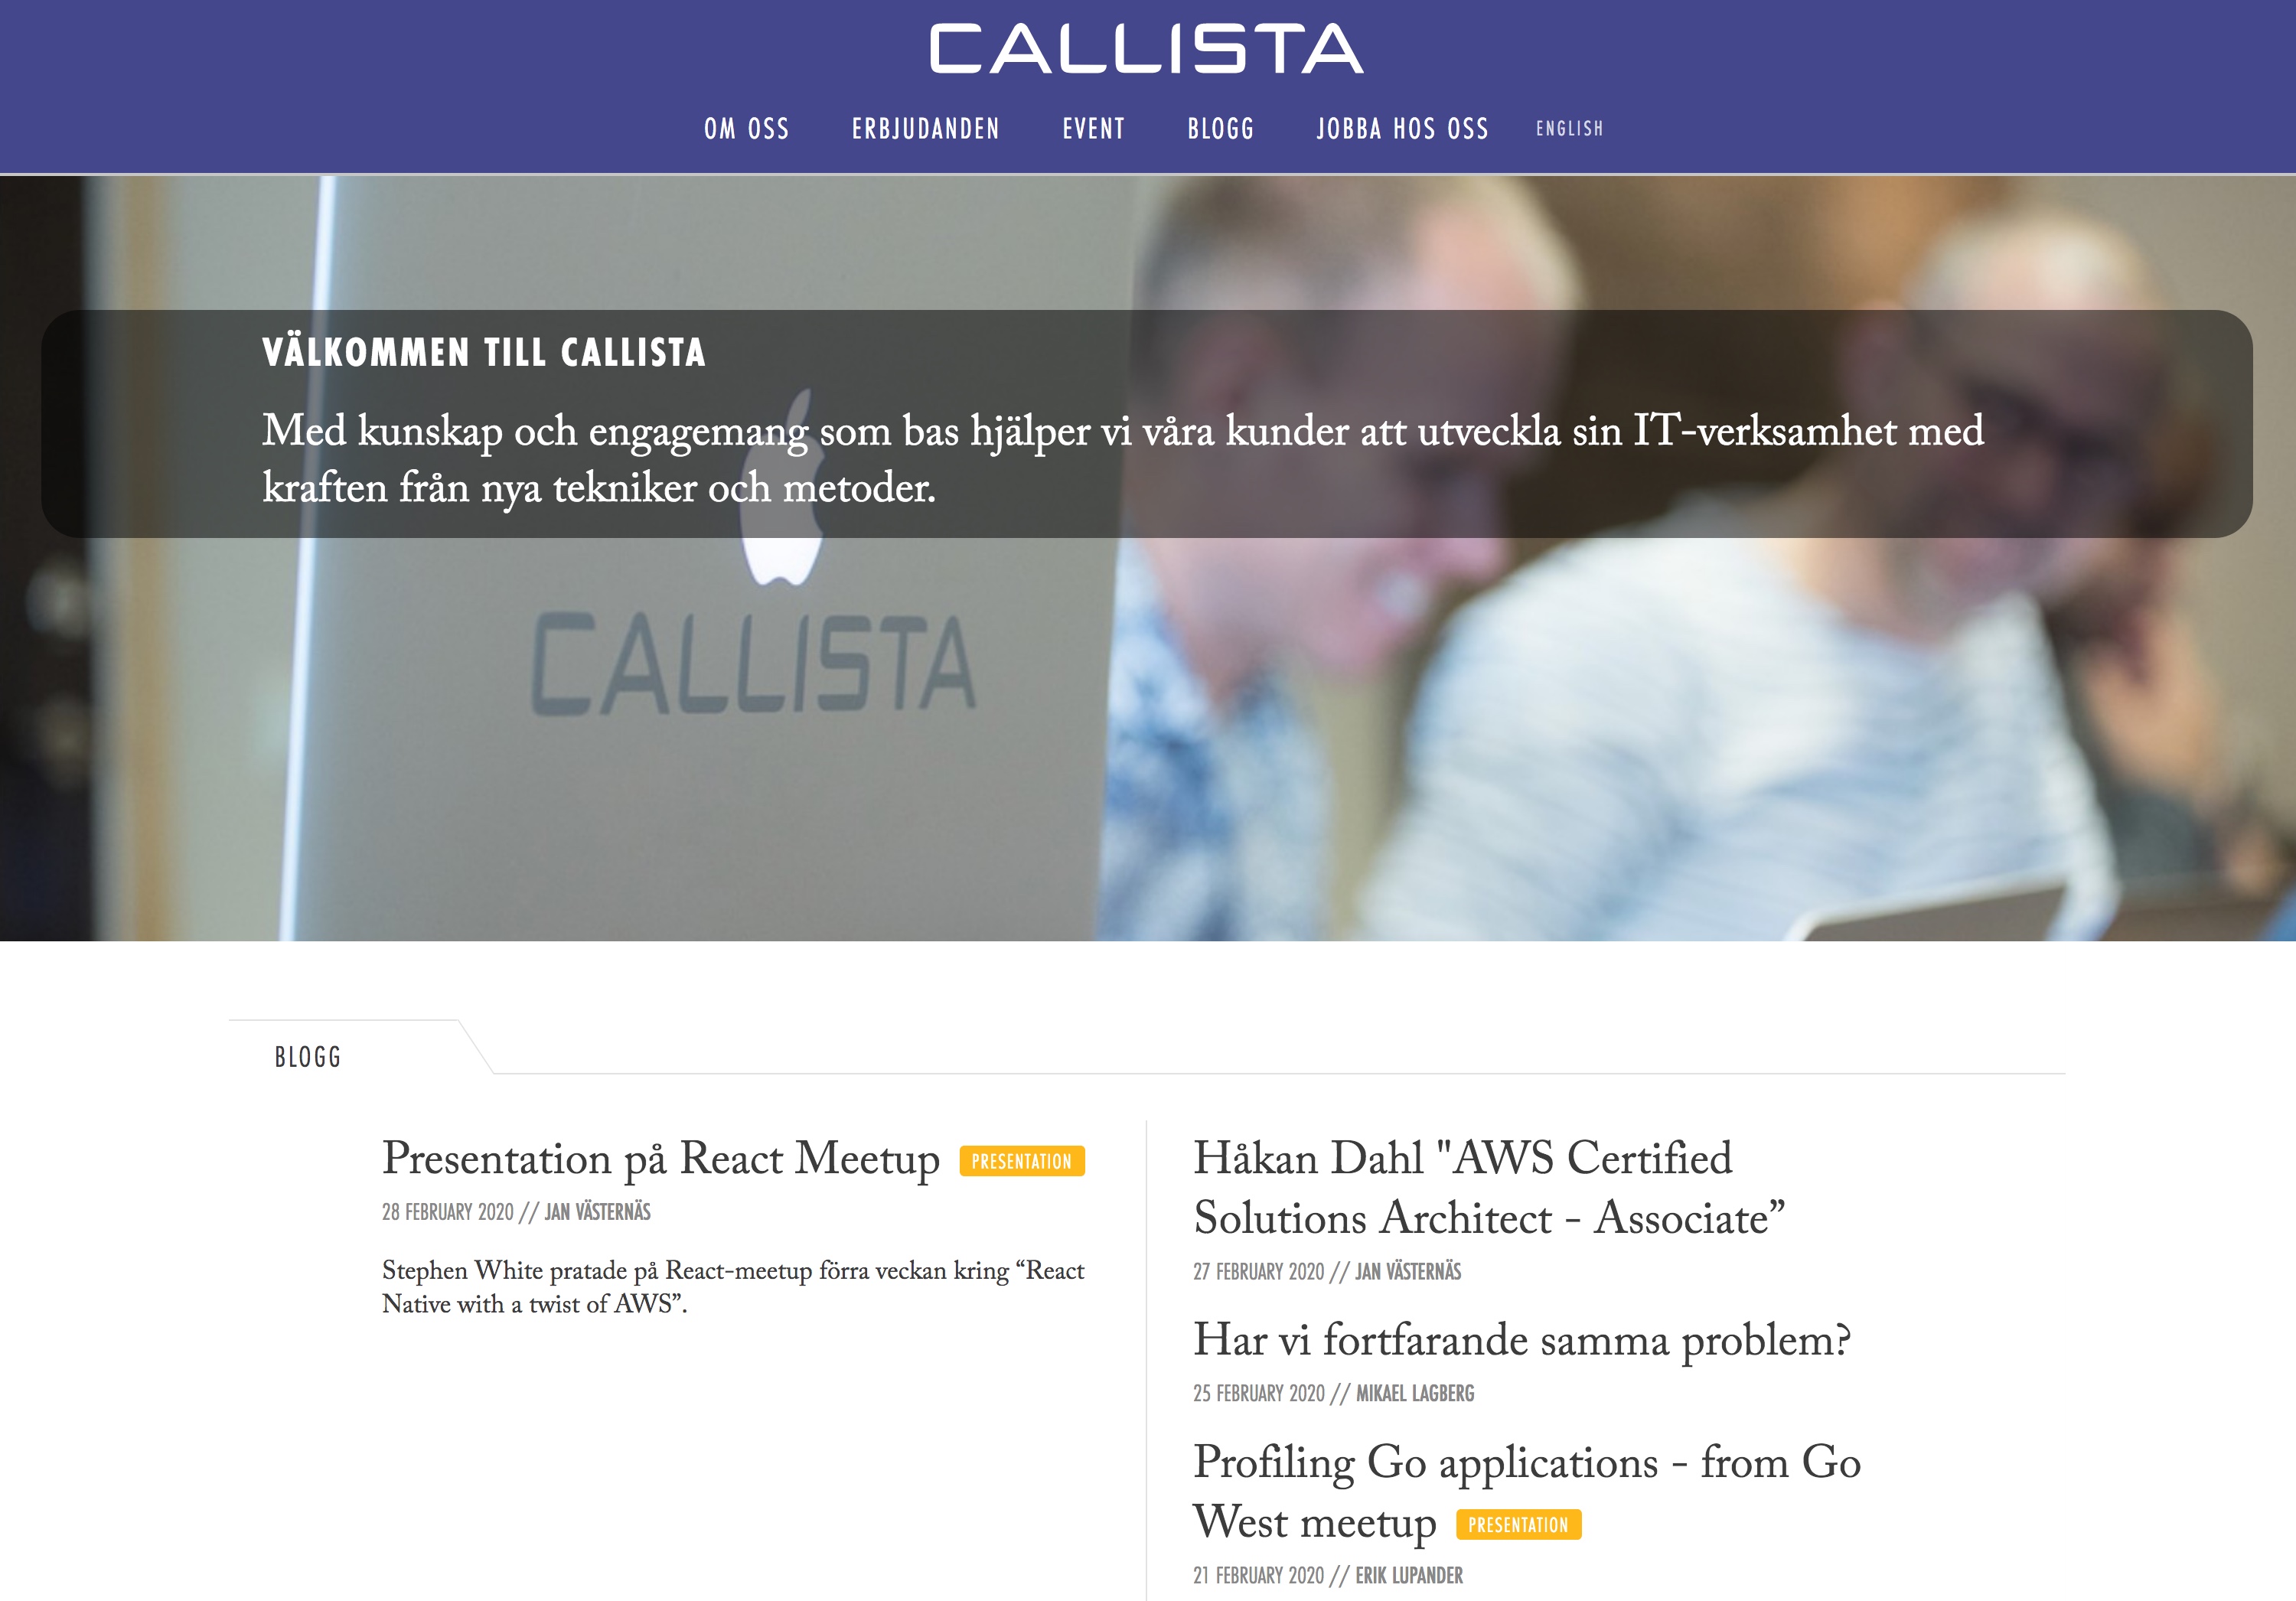 CALLISTA
OM OSS ERBJUDANDEN EVENT BLOGG JOBBA HOS OSS ENGLISH
VÄLKOMMEN TILL CALLISTA
Med kunskap och engagemang som bas hjälper vi våra kunder att utveckla sin IT-verksamhet med
kraften från nya tekniker och metoder.
CALLISTA
BLOGG
Presentation på React Meetup PRESENTATION
28 FEBRUARY 2020 // JAN VÄSTERNÄS
Stephen White pratade på React-meetup förra veckan kring “React
Native with a twist of AWS”.
Håkan Dahl "AWS Certified
Solutions Architect - Associate”
27 FEBRUARY 2020 // JAN VÄSTERNÄS
Har vi fortfarande samma problem?
25 FEBRUARY 2020 // MIKAEL LAGBERG
Profiling Go applications - from Go
West meetup PRESENTATION
21 FEBRUARY 2020 // ERIK LUPANDER